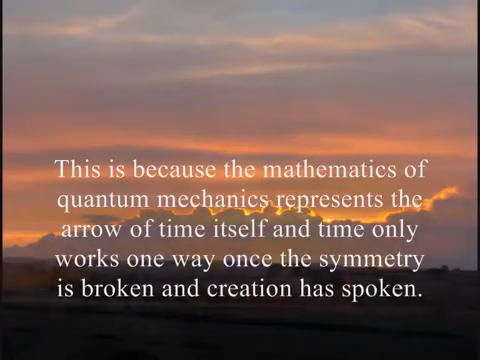 This is because the mathematics of
quantum mechanics represents the
arrow of time itself and time only
works one way once the symmetry
is broken and creation has spoken.